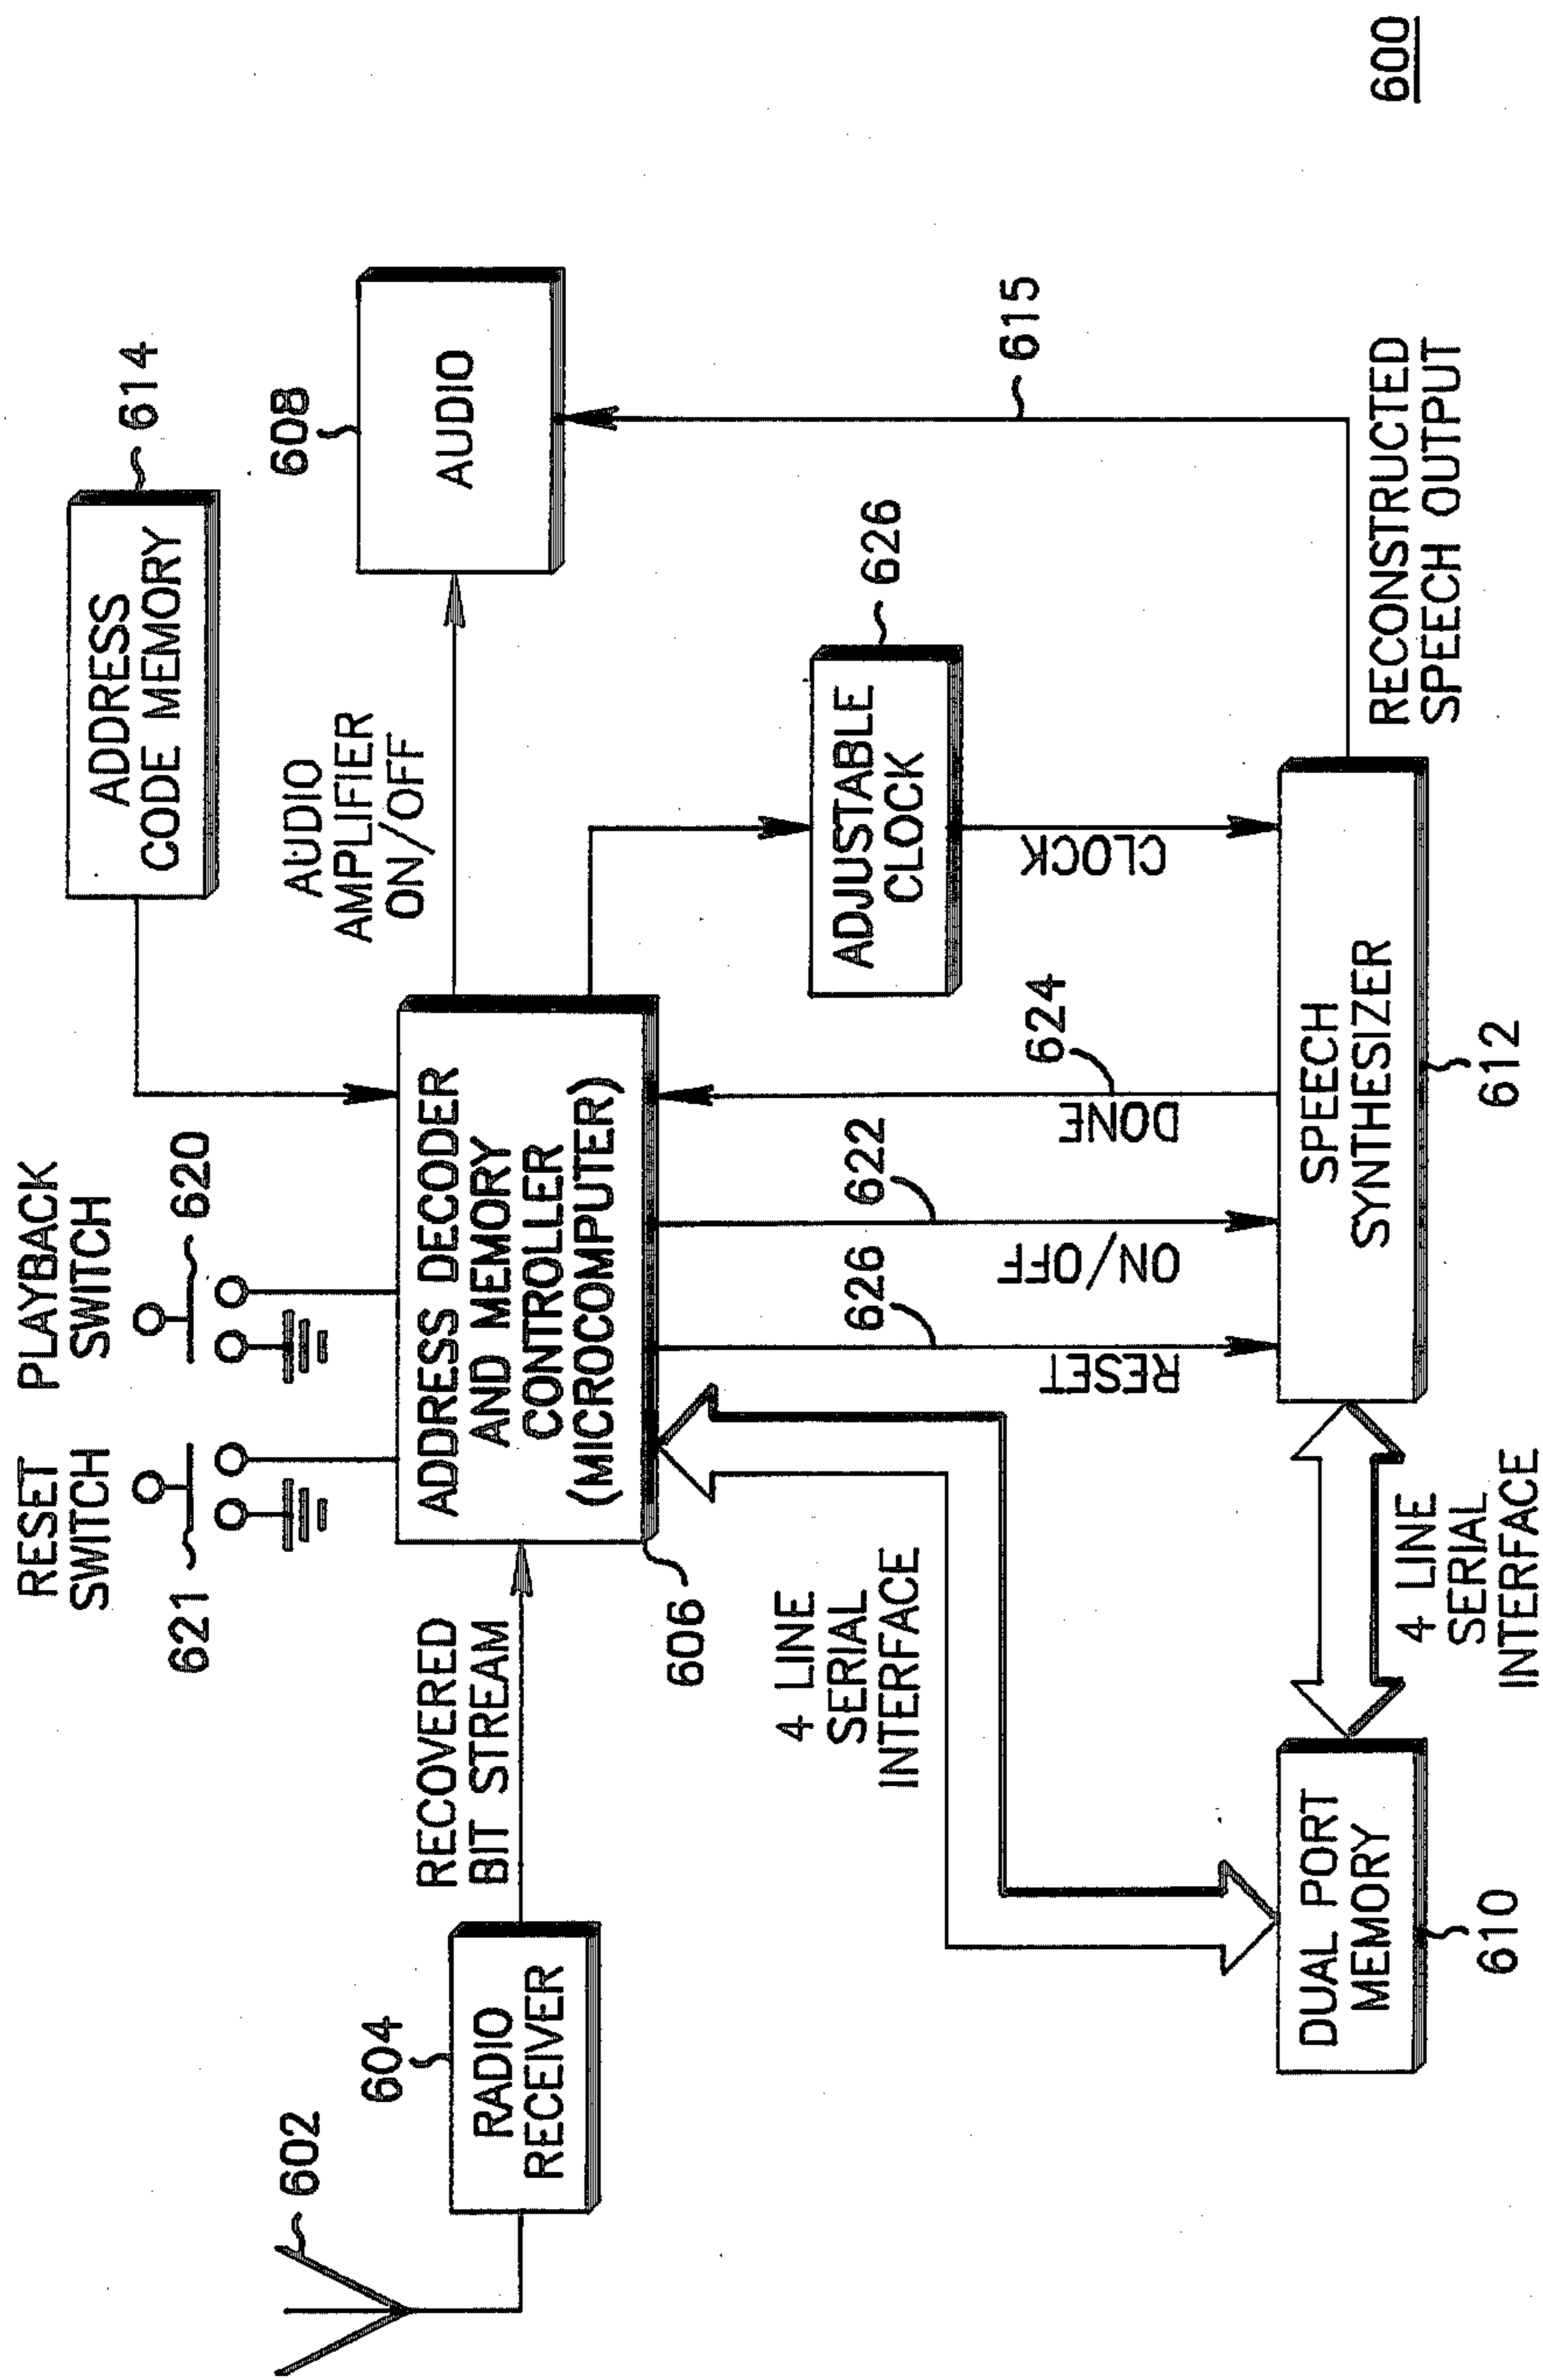 RESET
SWITCH
PLAYBACK
SWITCH
621
620
ADDRESS
CODE MEMORY
614
602
604
RADIO
RECEIVER
RECOVERED
BIT STREAM
ADDRESS DECODER
AND MEMORY
CONTROLLER
(MICROCOMPUTER)
606
AUDIO
AMPLIFIER
ON/OFF
608
AUDIO
4 LINE
SERIAL
INTERFACE
626
RESET
622
ON/OFF
624
DONE
ADJUSTABLE
CLOCK
626
CLOCK
615
DUAL PORT
MEMORY
610
4 LINE
SERIAL
INTERFACE
SPEECH
SYNTHESIZER
612
RECONSTRUCTED
SPEECH OUTPUT
600